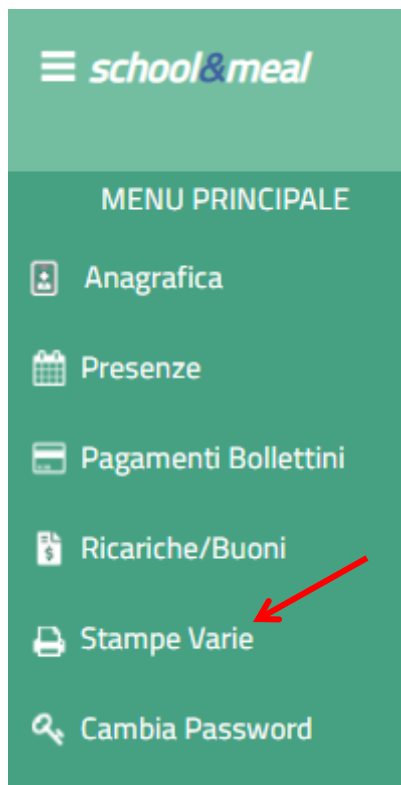 school&meal
MENU PRINCIPALE
Anagrafica
Presenze
Pagamenti Bollettini
Ricariche/Buoni
Stampe Varie
Cambia Password